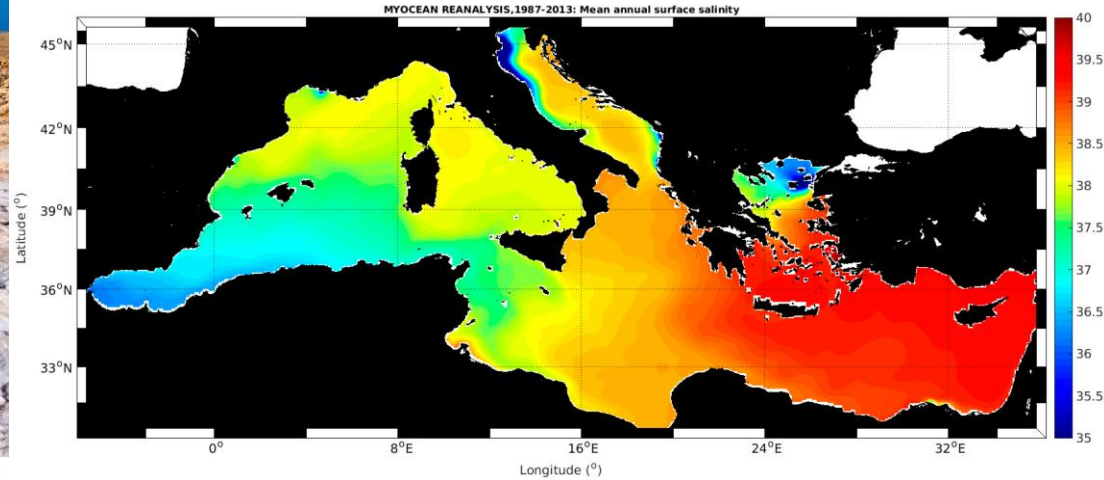 MYOCEAN REANALYSIS,1987-2013: Mean annual surface salinity
45°N
42°N
39°N
36°N
33°N
Latitude (°)
0°
8°E
16°E
24°E
32°E
Longitude (°)
40
39.5
39
38.5
38
37.5
37
36.5
36
35.5
35